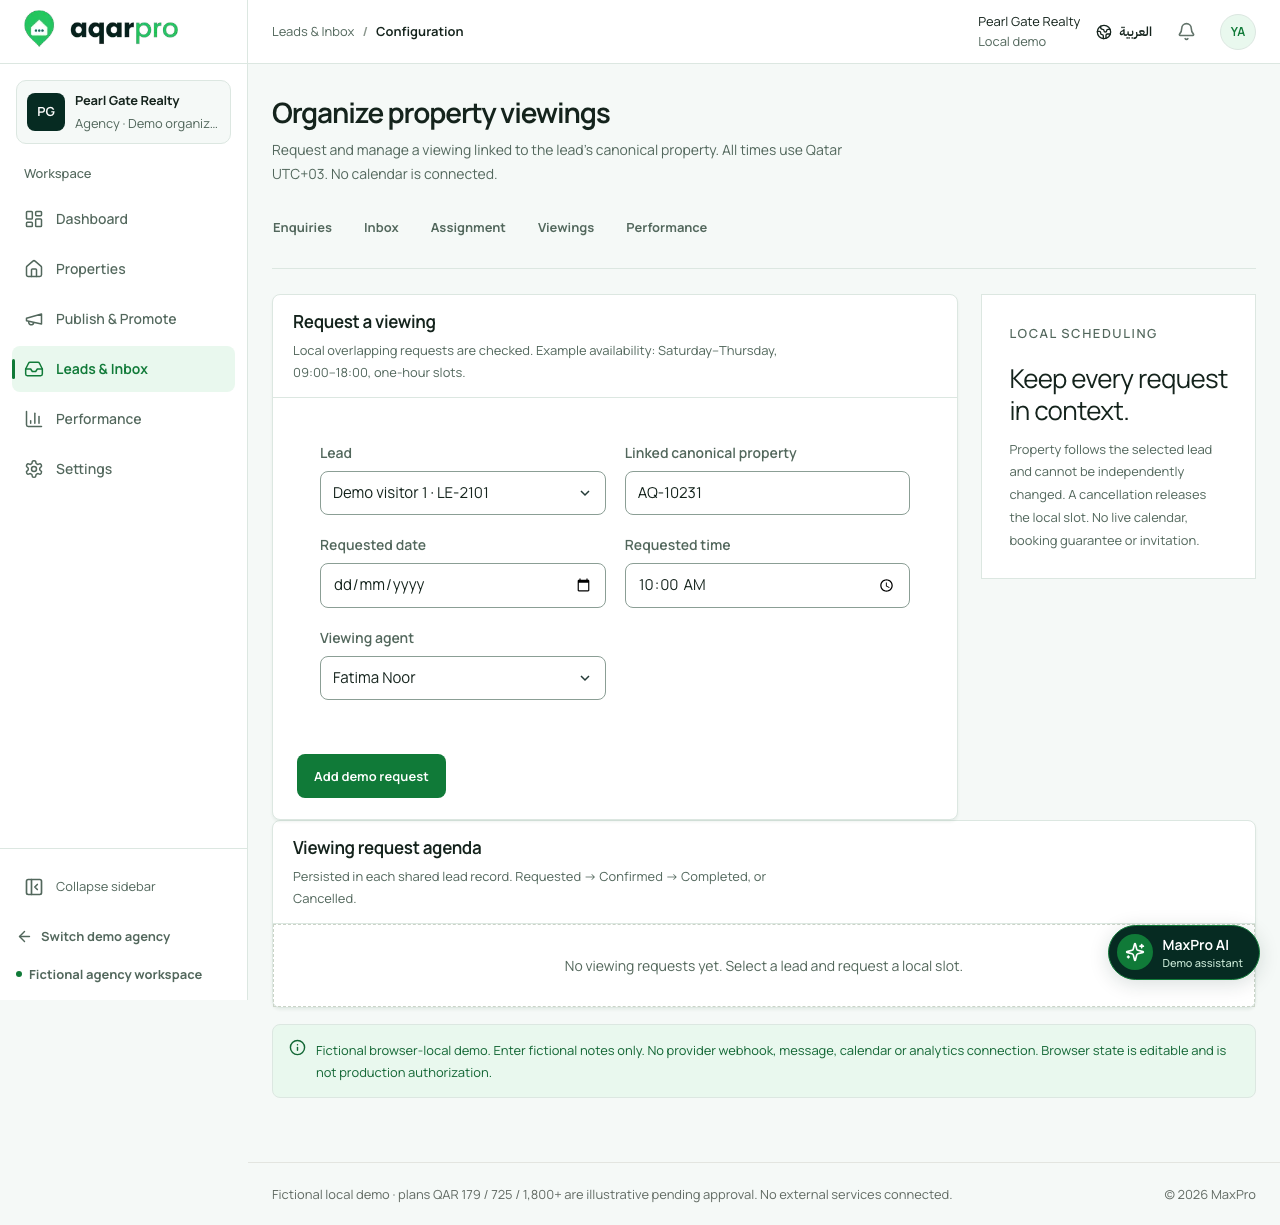 aqarpro
Leads & Inbox / Configuration
Pearl Gate Realty
Local demo
العربية
YA
PG
Pearl Gate Realty
Agency · Demo organiz...
Workspace
Dashboard
Properties
Publish & Promote
Leads & Inbox
Performance
Settings
Collapse sidebar
Switch demo agency
Fictional agency workspace
Organize property viewings
Request and manage a viewing linked to the lead's canonical property. All times use Qatar
UTC+03. No calendar is connected.
Enquiries Inbox Assignment Viewings Performance
Request a viewing
Local overlapping requests are checked. Example availability: Saturday–Thursday,
09:00–18:00, one-hour slots.
Lead
Demo visitor 1 · LE-2101
Linked canonical property
AQ-10231
Requested date
dd/mm/yyyy
Requested time
10:00 AM
Viewing agent
Fatima Noor
Add demo request
LOCAL SCHEDULING
Keep every request
in context.
Property follows the selected lead
and cannot be independently
changed. A cancellation releases
the local slot. No live calendar,
booking guarantee or invitation.
Viewing request agenda
Persisted in each shared lead record. Requested → Confirmed → Completed, or
Cancelled.
No viewing requests yet. Select a lead and request a local slot.
MaxPro AI
Demo assistant
Fictional browser-local demo. Enter fictional notes only. No provider webhook, message, calendar or analytics connection. Browser state is editable and is
not production authorization.
Fictional local demo · plans QAR 179 / 725 / 1,800+ are illustrative pending approval. No external services connected.
© 2026 MaxPro